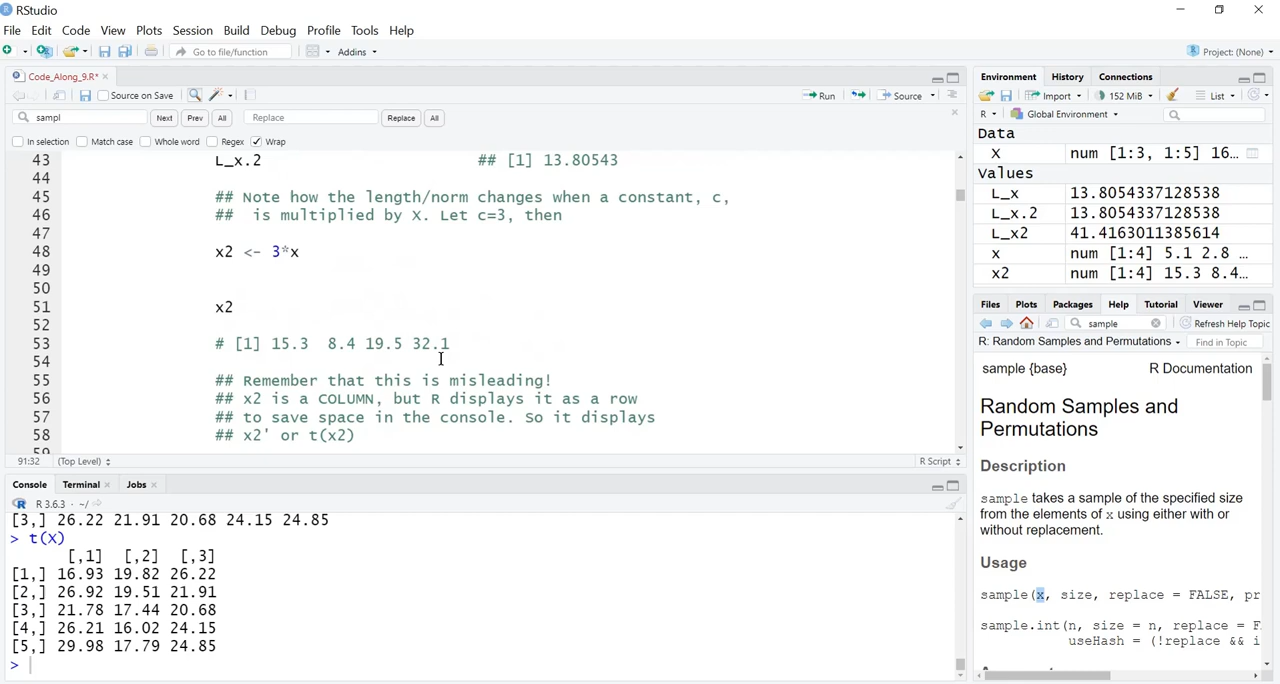 RStudio
File Edit Code View Plots Session Build Debug Profile Tools Help
Go to file/function Addins Project: (None)
Code_Along_9.R*
Source on Save Run Source
sampl Next Prev All Replace Replace All
In selection Match case Whole word Regex Wrap
43 L_x.2 ## [1] 13.80543
44
45 ## Note how the length/norm changes when a constant, c,
46 ## is multiplied by X. Let c=3, then
47
48 x2 <- 3*x
49
50
51 x2
52
53 # [1] 15.3 8.4 19.5 32.1
54
55 ## Remember that this is misleading!
56 ## x2 is a COLUMN, but R displays it as a row
57 ## to save space in the console. So it displays
58 ## x2' or t(x2)
59
91:32 (Top Level) R Script
Console Terminal Jobs
R 3.6.3 · ~/
[3,] 26.22 21.91 20.68 24.15 24.85
> t(X)
[,1] [,2] [,3]
[1,] 16.93 19.82 26.22
[2,] 26.92 19.51 21.91
[3,] 21.78 17.44 20.68
[4,] 26.21 16.02 24.15
[5,] 29.98 17.79 24.85
>
Environment History Connections
Import 152 MiB List
R Global Environment
Data
X num [1:3, 1:5] 16…
Values
L_x 13.8054337128538
L_x.2 13.8054337128538
L_x2 41.4163011385614
x num [1:4] 5.1 2.8 …
x2 num [1:4] 15.3 8.4…
Files Plots Packages Help Tutorial Viewer
sample Refresh Help Topic
R: Random Samples and Permutations Find in Topic
sample {base} R Documentation
Random Samples and
Permutations
Description
sample takes a sample of the specified size
from the elements of x using either with or
without replacement.
Usage
sample(x, size, replace = FALSE, pr
sample.int(n, size = n, replace = F
useHash = (!replace && i